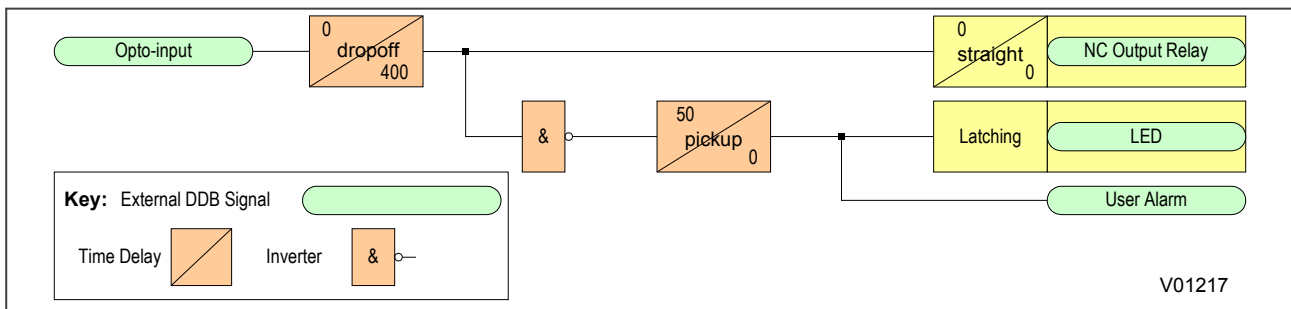 Opto-input
0
dropoff
400
0
straight
0
NC Output Relay
&
50
pickup
0
Latching
LED
User Alarm
Key: External DDB Signal
Time Delay
Inverter
&
V01217